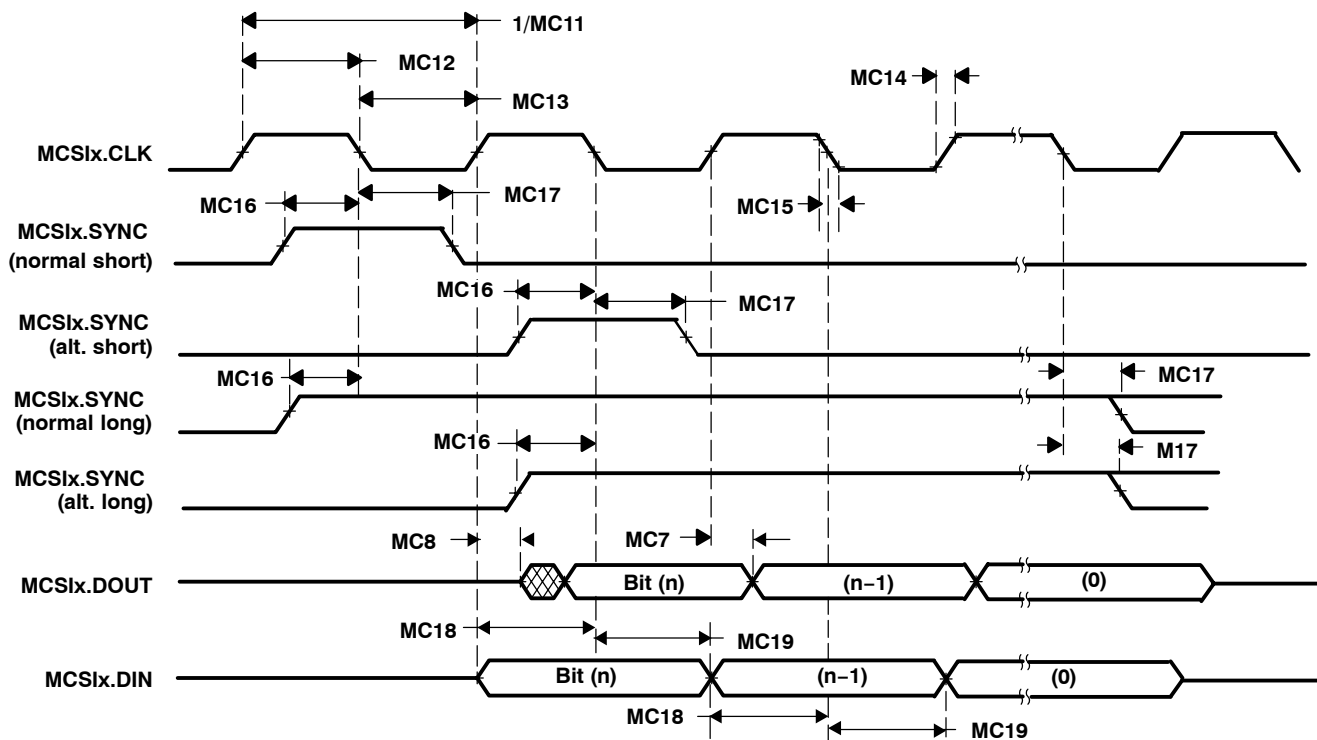 1/MC11
MC12
MC14
MC13
MCSIx.CLK
MC16
MC17
MC15
MCSIx.SYNC
(normal short)
MC16
MC17
MCSIx.SYNC
(alt. short)
MC16
MC17
MCSIx.SYNC
(normal long)
MC16
M17
MCSIx.SYNC
(alt. long)
MC8
MC7
MCSIx.DOUT
Bit (n)
(n−1)
(0)
MC18
MC19
MCSIx.DIN
Bit (n)
(n−1)
(0)
MC18
MC19